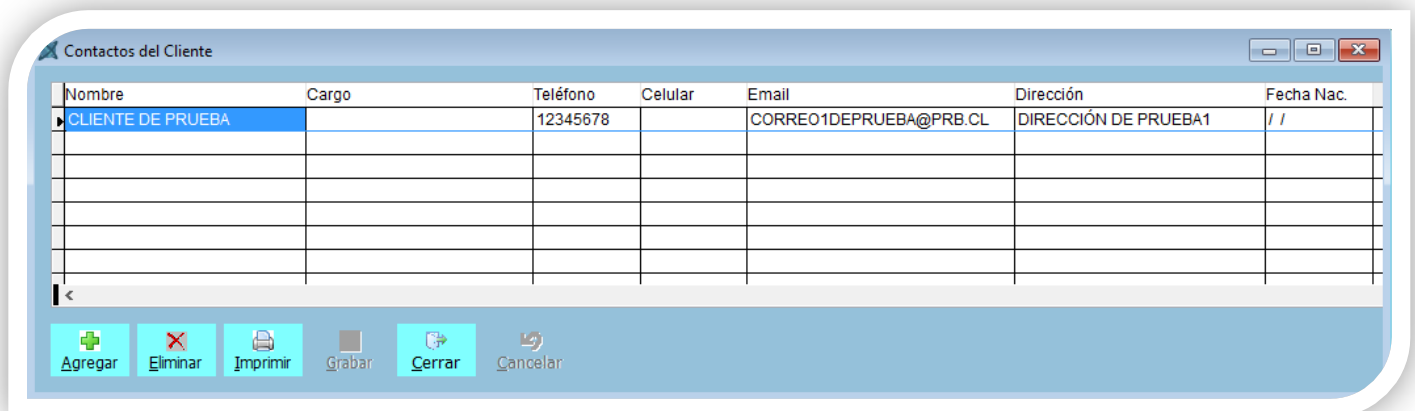 Contactos del Cliente
Nombre Cargo Teléfono Celular Email Dirección Fecha Nac.
CLIENTE DE PRUEBA 12345678 CORREO1DEPRUEBA@PRB.CL DIRECCIÓN DE PRUEBA1 / /
Agregar Eliminar Imprimir Grabar Cerrar Cancelar